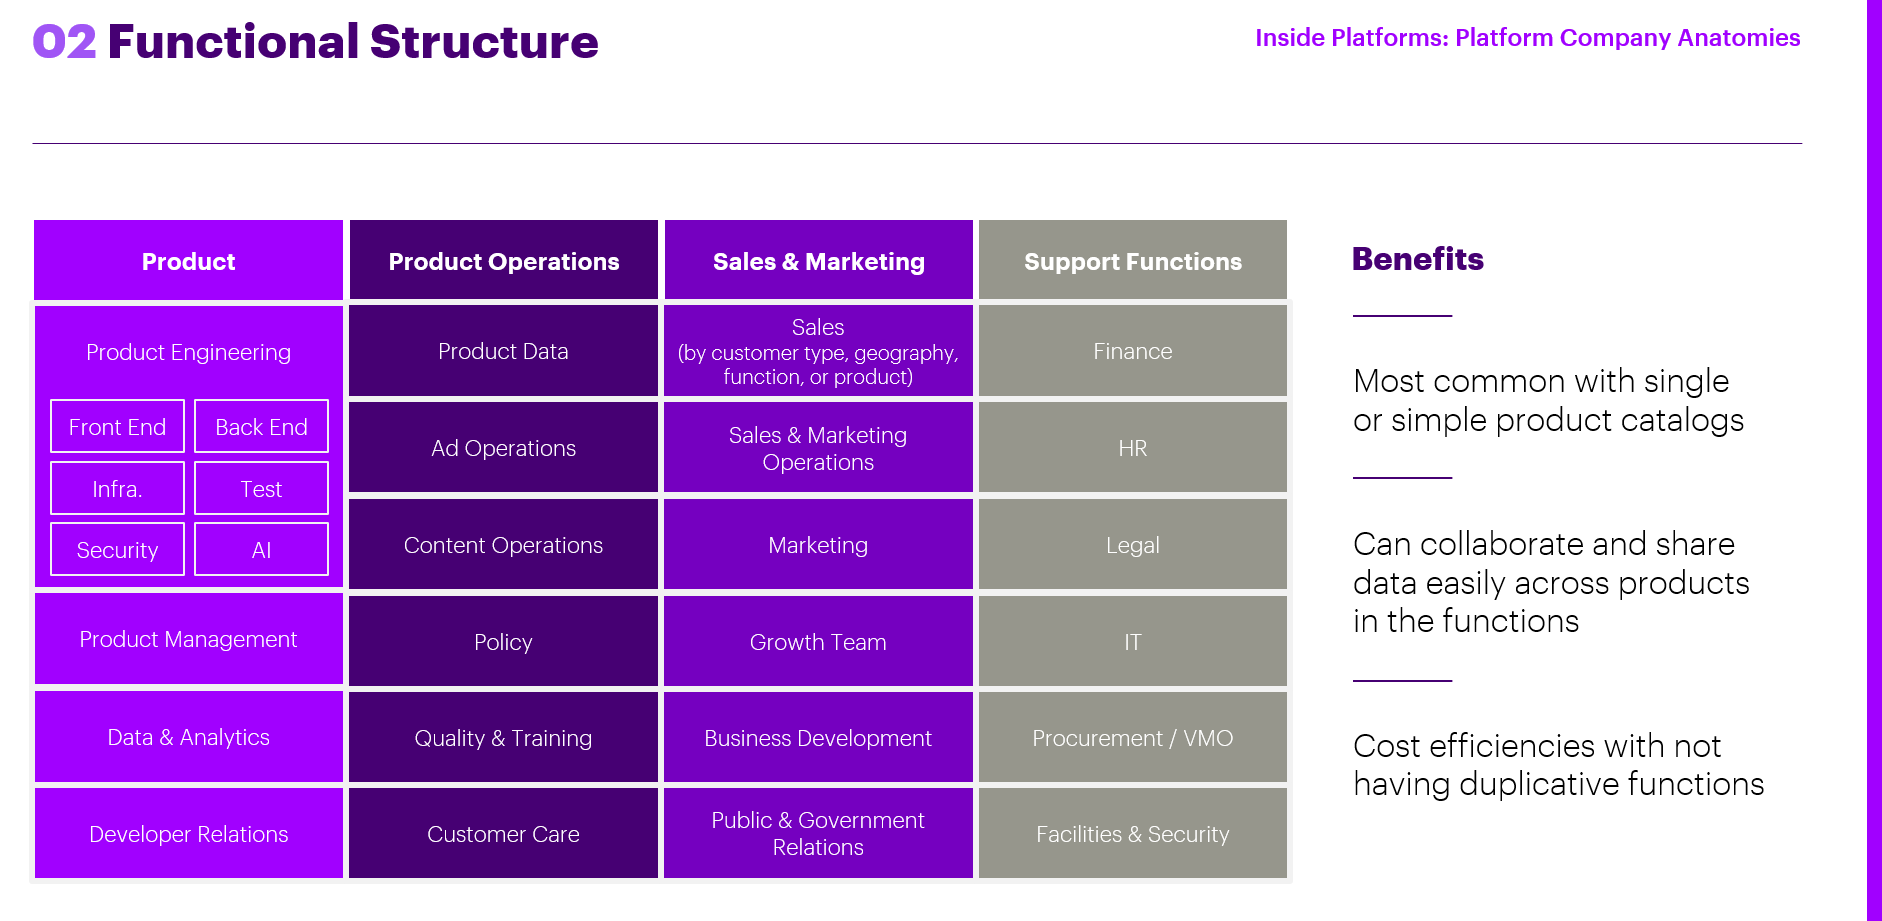 02 Functional Structure
Inside Platforms: Platform Company Anatomies
Product
Product Engineering
Front End
Back End
Infra.
Test
Security
AI
Product Management
Data & Analytics
Developer Relations
Product Operations
Product Data
Ad Operations
Content Operations
Policy
Quality & Training
Customer Care
Sales & Marketing
Sales
(by customer type, geography,
function, or product)
Sales & Marketing
Operations
Marketing
Growth Team
Business Development
Public & Government
Relations
Support Functions
Finance
HR
Legal
IT
Procurement / VMO
Facilities & Security
Benefits
Most common with single
or simple product catalogs
Can collaborate and share
data easily across products
in the functions
Cost efficiencies with not
having duplicative functions